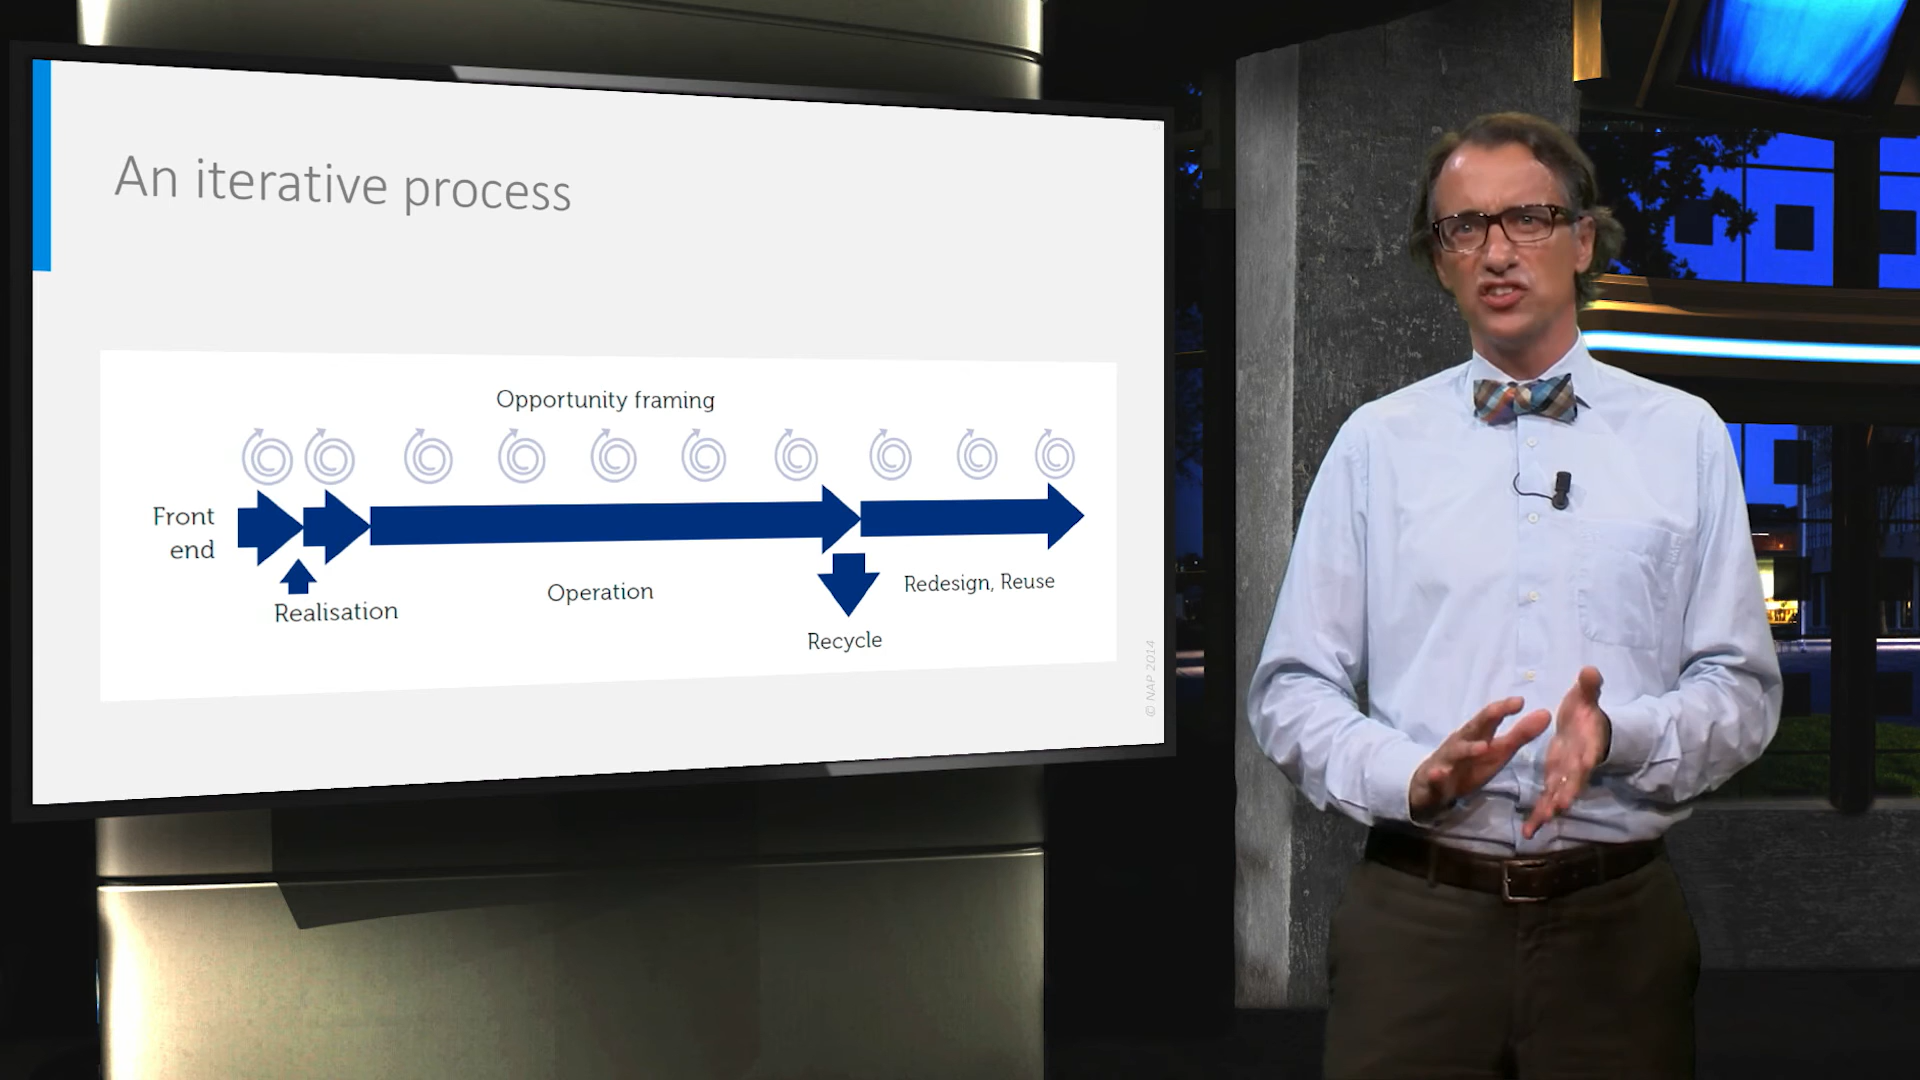 An iterative process
Opportunity framing
Front
end
Realisation
Operation
Recycle
Redesign, Reuse
© NAP 2014